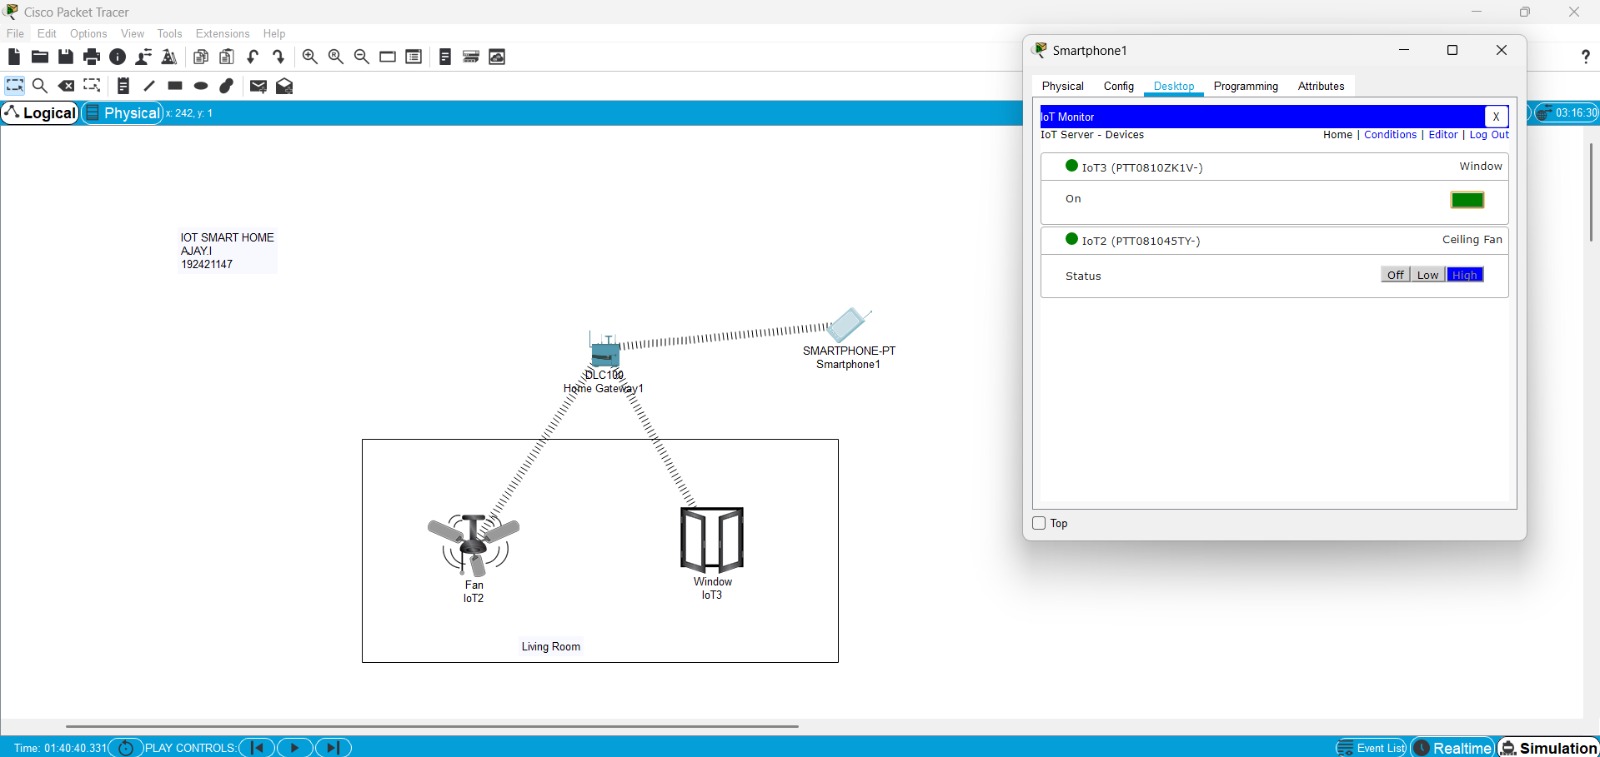 Cisco Packet Tracer
File Edit Options View Tools Extensions Help
?
Logical Physical x: 242, y: 1
03:16:30
IOT SMART HOME
AJAY.I
192421147
DLC100
Home Gateway1
SMARTPHONE-PT
Smartphone1
Fan
IoT2
Window
IoT3
Living Room
Smartphone1
Physical Config Desktop Programming Attributes
IoT Monitor X
IoT Server - Devices Home | Conditions | Editor | Log Out
IoT3 (PTT0810ZK1V-) Window
On
IoT2 (PTT081045TY-) Ceiling Fan
Status Off Low High
Top
Time: 01:40:40.331 PLAY CONTROLS: Event List Realtime Simulation